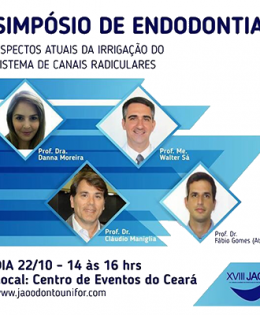 SIMPÓSIO DE ENDODONTIA
ASPECTOS ATUAIS DA IRRIGAÇÃO DO
SISTEMA DE CANAIS RADICULARES
Prof. Dra.
Danna Moreira
Prof. Me.
Walter Sá
Prof. Dr.
Cláudio Maniglia
Prof. Dr.
Fábio Gomes
DIA 22/10 - 14 às 16 hrs
Local: Centro de Eventos do Ceará
www.jaoodontounifor.com
XVIII JAO